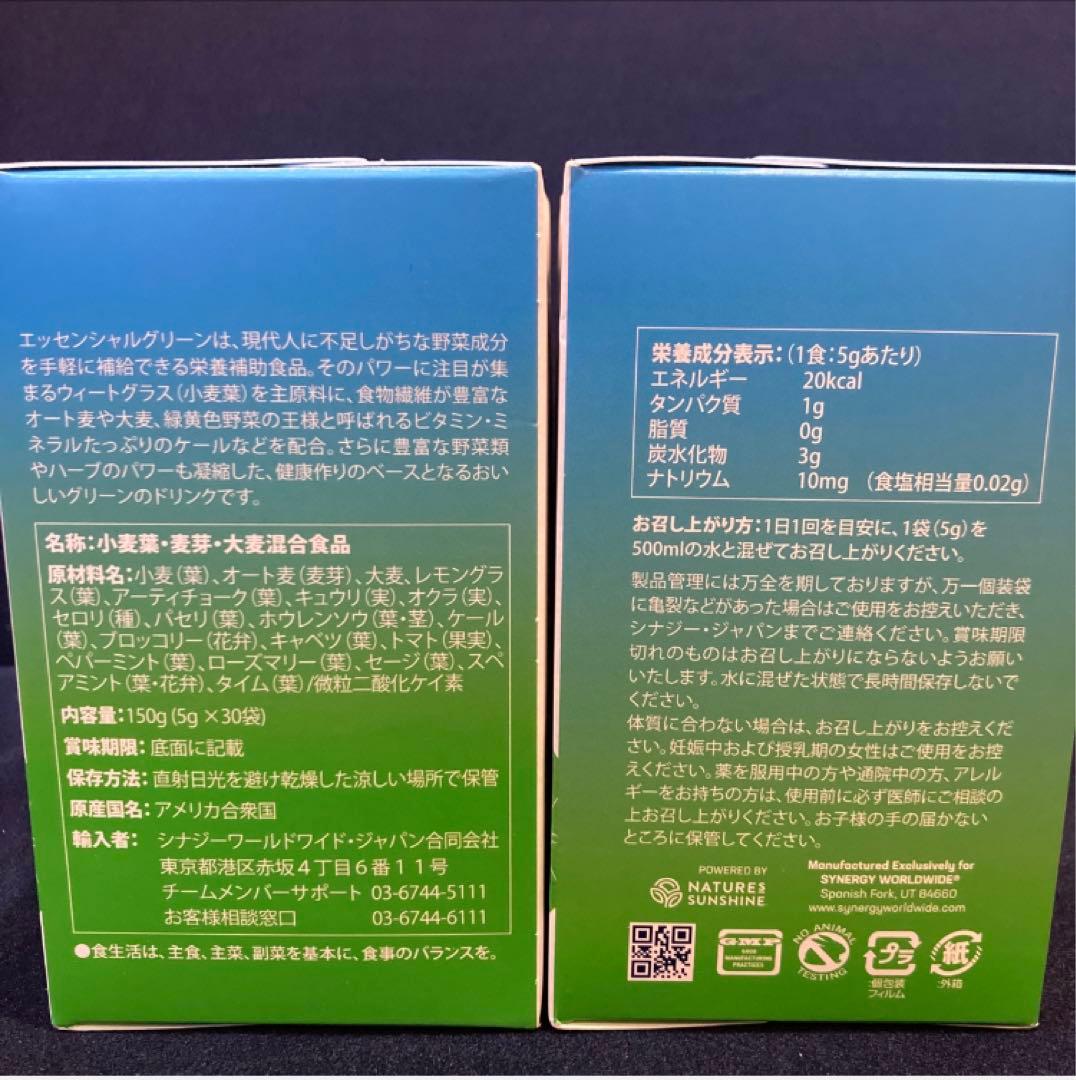 エッセンシャルグリーンは、現代人に不足しがちな野菜成分
を手軽に補給できる栄養補助食品。そのパワーに注目が集
まるウィートグラス(小麦葉)を主原料に、食物繊維が豊富な
オート麦や大麦、緑黄色野菜の王様と呼ばれるビタミン・ミ
ネラルたっぷりのケールなどを配合。さらに豊富な野菜類
やハーブのパワーも凝縮した、健康作りのベースとなるおい
しいグリーンのドリンクです。
名称:小麦葉・麦芽・大麦混合食品
原材料名:小麦(葉)、オート麦(麦芽)、大麦、レモングラ
ス(葉)、アーティチョーク(葉)、キュウリ(実)、オクラ(実)、
セロリ(種)、パセリ(葉)、ホウレンソウ(葉・茎)、ケール
(葉)、ブロッコリー(花弁)、キャベツ(葉)、トマト(果実)、
ペパーミント(葉)、ローズマリー(葉)、セージ(葉)、スペ
アミント(葉・花弁)、タイム(葉)/微粒二酸化ケイ素
内容量:150g(5g×30袋)
賞味期限:底面に記載
保存方法:直射日光を避け乾燥した涼しい場所で保管
原産国名:アメリカ合衆国
輸入者: シナジーワールドワイド・ジャパン合同会社
東京都港区赤坂4丁目6番11号
チームメンバーサポート 03-6744-5111
お客様相談窓口 03-6744-6111
●食生活は、主食、主菜、副菜を基本に、食事のバランスを。
栄養成分表示:(1食:5gあたり)
エネルギー 20kcal
タンパク質 1g
脂質 0g
炭水化物 3g
ナトリウム 10mg (食塩相当量0.02g)
お召し上がり方:1日1回を目安に、1袋(5g)を
500mlの水と混ぜてお召し上がりください。
製品管理には万全を期しておりますが、万一個装袋
に亀裂などがあった場合はご使用をお控えいただき、
シナジー・ジャパンまでご連絡ください。賞味期限
切れのものはお召し上がりにならないようお願い
いたします。水に混ぜた状態で長時間保存しないで
ください。
体質に合わない場合は、お召し上がりをお控えくだ
さい。妊娠中および授乳期の女性はご使用をお控
えください。薬を服用中の方や通院中の方、アレル
ギーをお持ちの方は、使用前に必ず医師にご相談の
上お召し上がりください。お子様の手の届かない
ところに保管してください。
POWERED BY
NATURE'S
SUNSHINE
Manufactured Exclusively for
SYNERGY WORLDWIDE®
Spanish Fork, UT 84660
www.synergyworldwide.com
GMP
GOOD
MANUFACTURING
PRACTICES
NO ANIMAL
TESTING
プラ
:個包装
フィルム
紙
:外箱